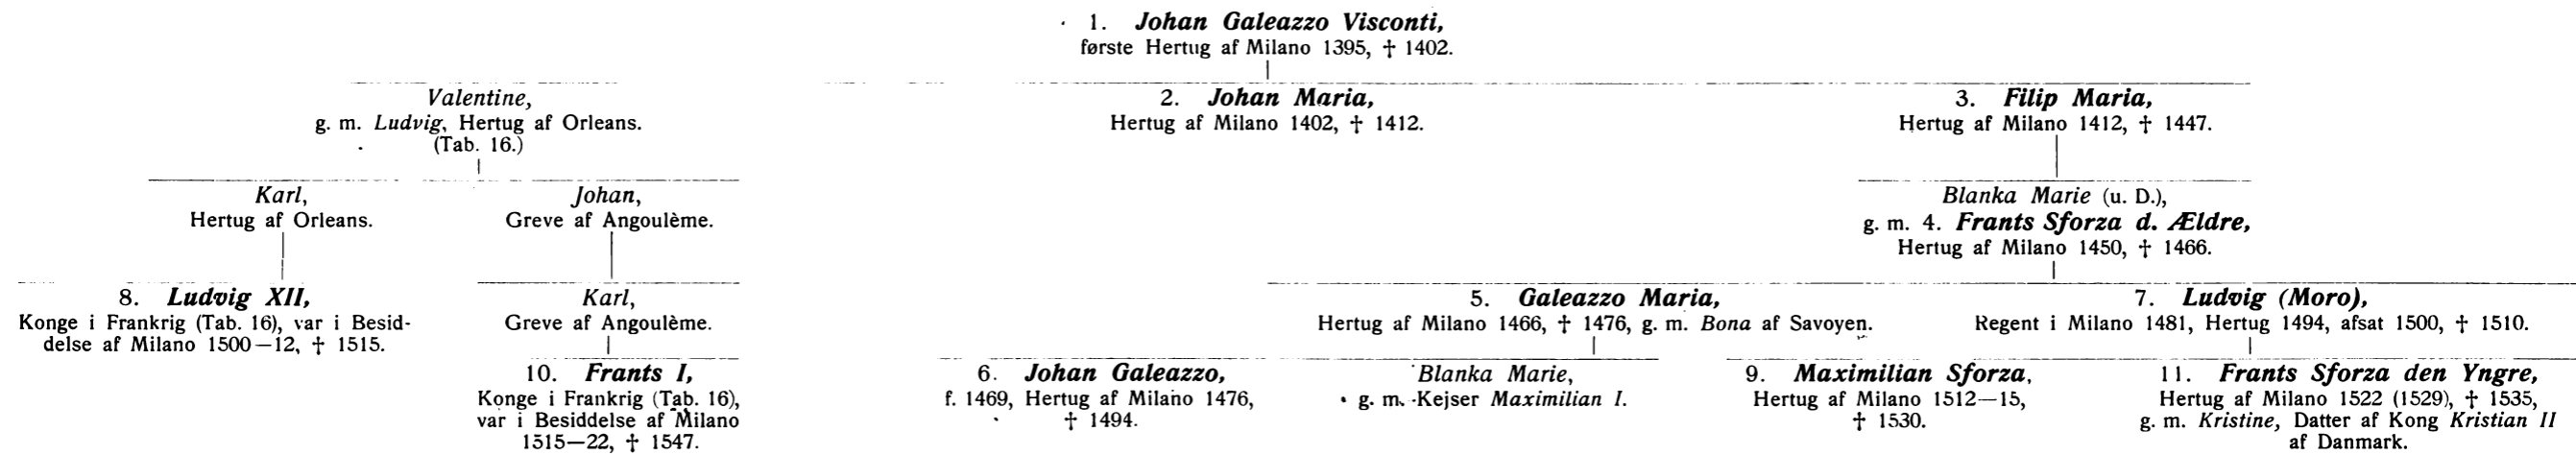 1. Johan Galeazzo Visconti,
første Hertug af Milano 1395, † 1402.
Valentine,
g. m. Ludvig, Hertug af Orleans.
(Tab. 16.)
2. Johan Maria,
Hertug af Milano 1402, † 1412.
3. Filip Maria,
Hertug af Milano 1412, † 1447.
Karl,
Hertug af Orleans.
Johan,
Greve af Angoulème.
Blanka Marie (u. D.),
g. m. 4. Frants Sforza d. Ældre,
Hertug af Milano 1450, † 1466.
8. Ludvig XII,
Konge i Frankrig (Tab. 16), var i Besid-
delse af Milano 1500—12, † 1515.
Karl,
Greve af Angoulème.
5. Galeazzo Maria,
Hertug af Milano 1466, † 1476, g. m. Bona af Savoyen.
7. Ludvig (Moro),
Regent i Milano 1481, Hertug 1494, afsat 1500, † 1510.
10. Frants I,
Konge i Frankrig (Tab. 16),
var i Besiddelse af Milano
1515—22, † 1547.
6. Johan Galeazzo,
f. 1469, Hertug af Milano 1476,
† 1494.
Blanka Marie,
g. m. Kejser Maximilian I.
9. Maximilian Sforza,
Hertug af Milano 1512—15,
† 1530.
11. Frants Sforza den Yngre,
Hertug af Milano 1522 (1529), † 1535,
g. m. Kristine, Datter af Kong Kristian II
af Danmark.